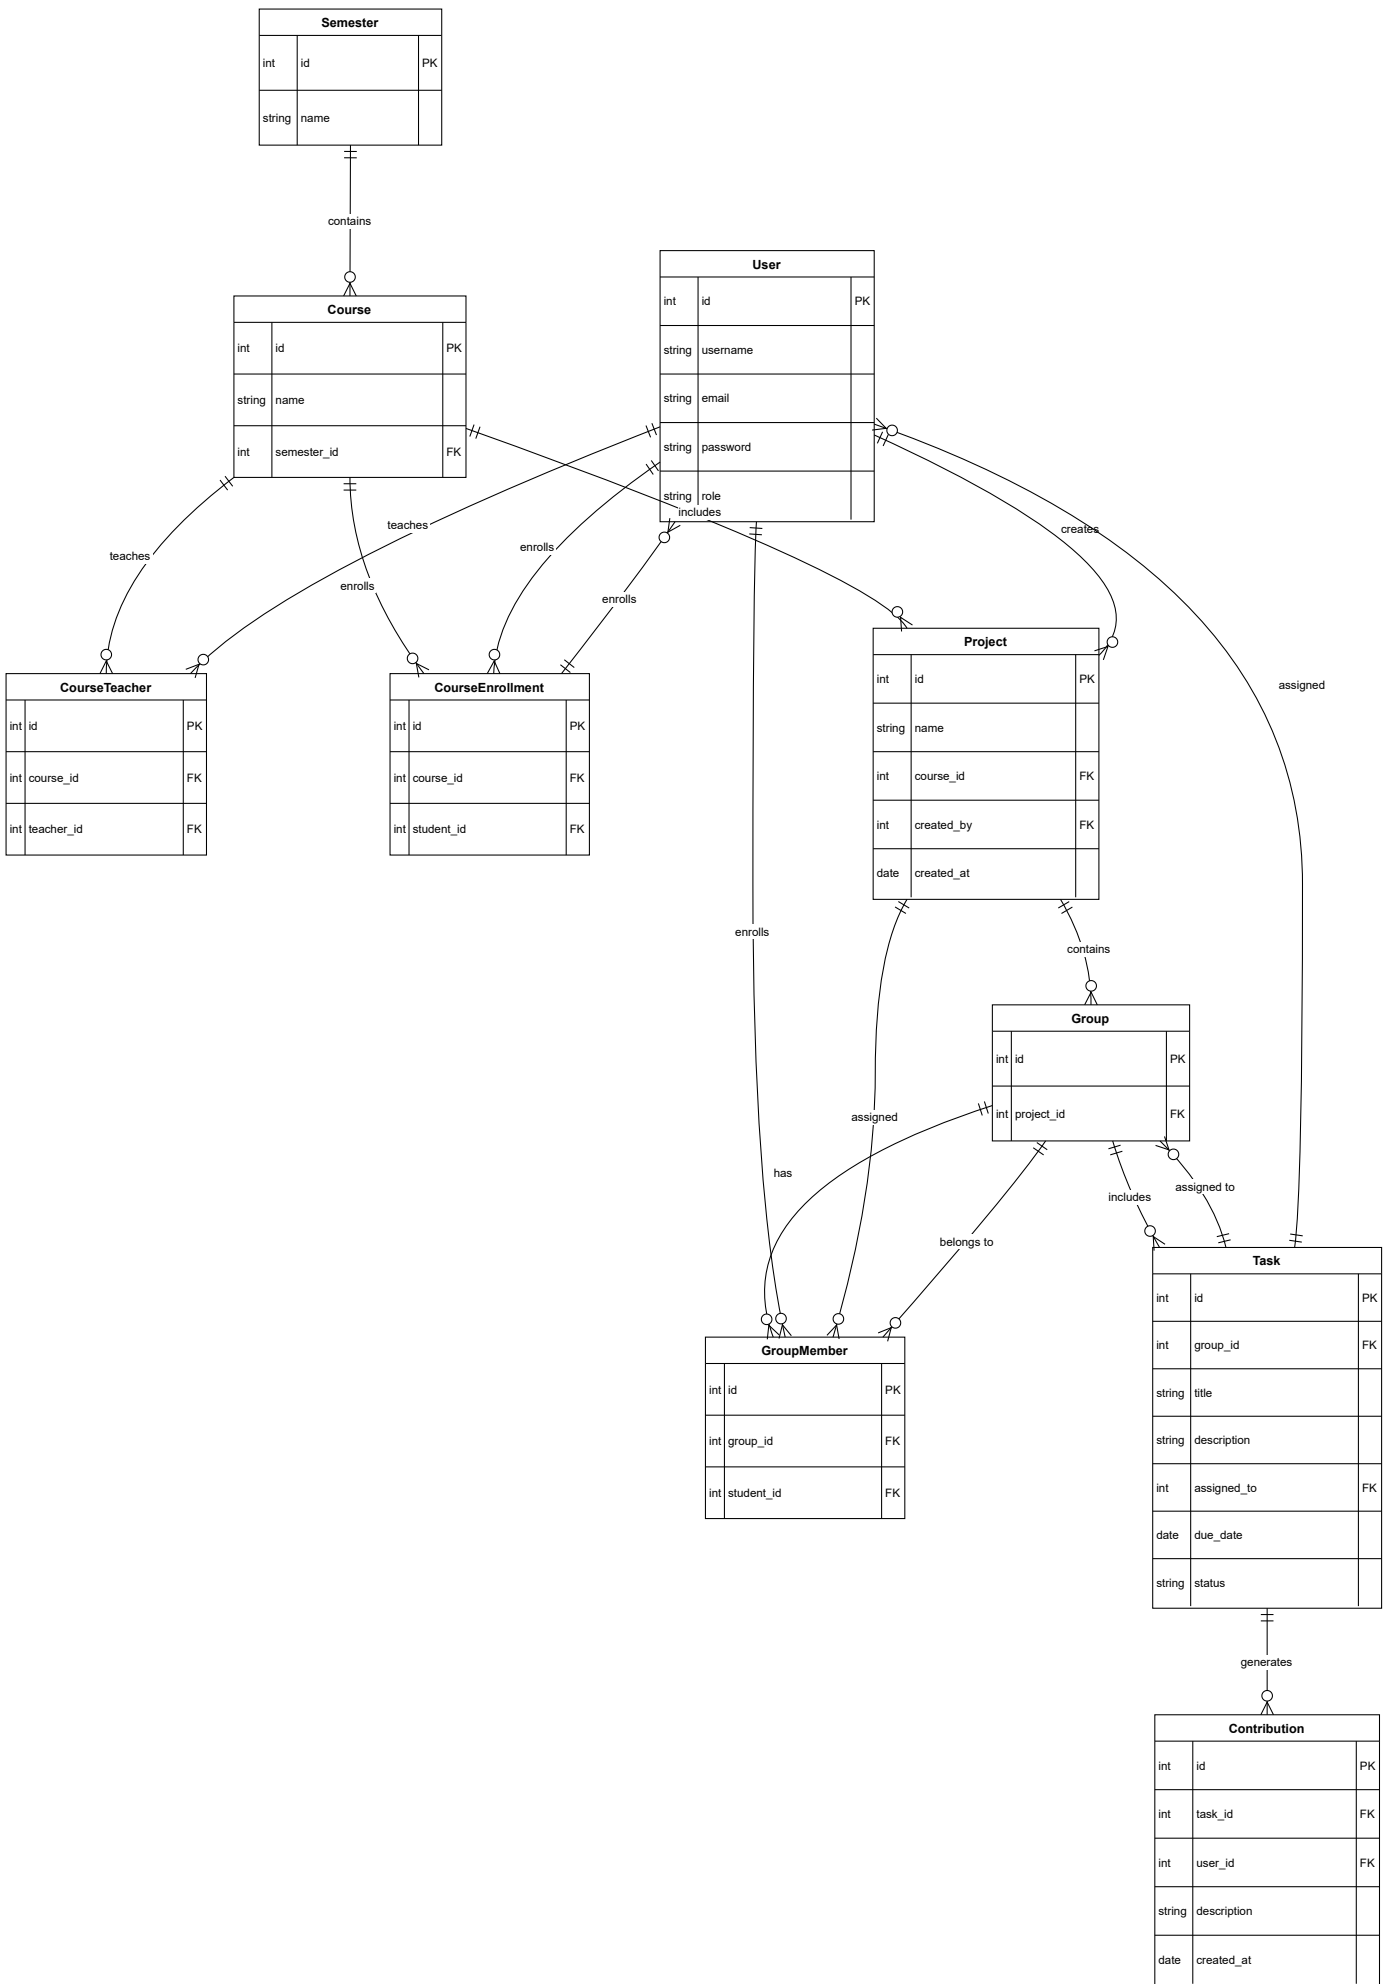 Semester
int id PK
string name
contains
Course
int id PK
string name
int semester_id FK
User
int id PK
string username
string email
string password
string role
includes
creates
teaches
teaches
enrolls
enrolls
enrolls
assigned
CourseTeacher
int id PK
int course_id FK
int teacher_id FK
CourseEnrollment
int id PK
int course_id FK
int student_id FK
Project
int id PK
string name
int course_id FK
int created_by FK
date created_at
enrolls
contains
Group
int id PK
int project_id FK
assigned
has
includes
assigned to
belongs to
GroupMember
int id PK
int group_id FK
int student_id FK
Task
int id PK
int group_id FK
string title
string description
int assigned_to FK
date due_date
string status
generates
Contribution
int id PK
int task_id FK
int user_id FK
string description
date created_at